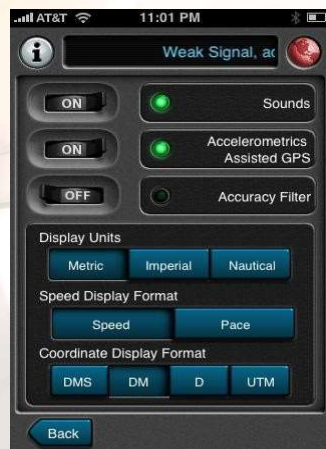 AT&T 11:01 PM
i
Weak Signal, ac
ON Sounds
ON Accelerometrics
Assisted GPS
OFF Accuracy Filter
Display Units
Metric Imperial Nautical
Speed Display Format
Speed Pace
Coordinate Display Format
DMS DM D UTM
Back